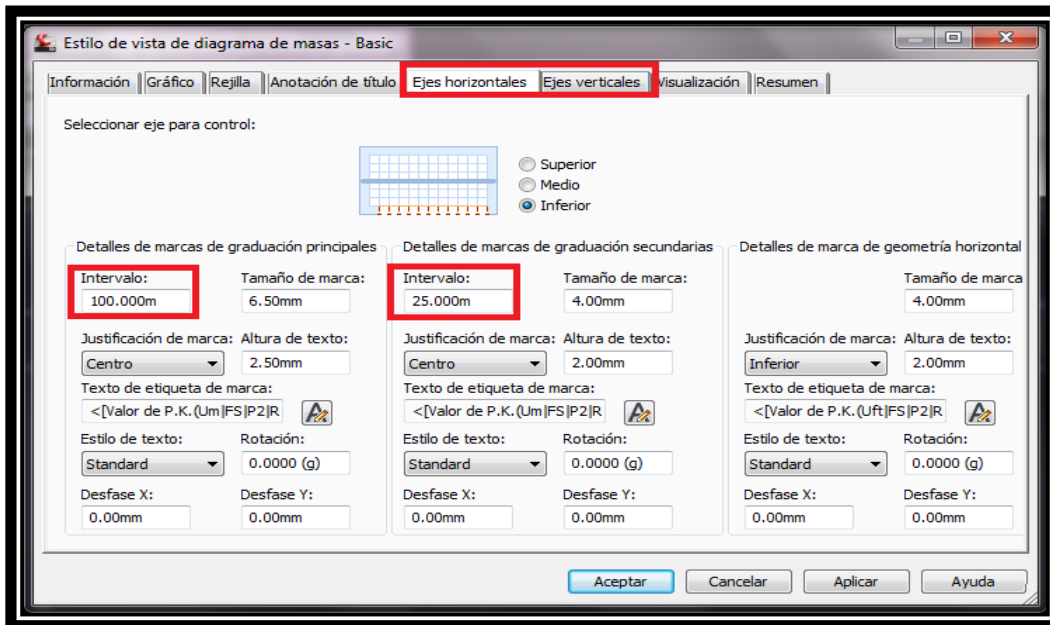 Estilo de vista de diagrama de masas - Basic
Información Gráfico Rejilla Anotación de título Ejes horizontales Ejes verticales Visualización Resumen
Seleccionar eje para control:
Superior
Medio
Inferior
Detalles de marcas de graduación principales Detalles de marcas de graduación secundarias Detalles de marca de geometría horizontal
Intervalo: Tamaño de marca: Intervalo: Tamaño de marca: Tamaño de marca
100.000m 6.50mm 25.000m 4.00mm 4.00mm
Justificación de marca: Altura de texto: Justificación de marca: Altura de texto: Justificación de marca: Altura de texto:
Centro 2.50mm Centro 2.00mm Inferior 2.00mm
Texto de etiqueta de marca: Texto de etiqueta de marca: Texto de etiqueta de marca:
<[Valor de P.K.(Um|FS|P2|R <[Valor de P.K.(Um|FS|P2|R <[Valor de P.K.(Uft|FS|P2|R
Estilo de texto: Rotación: Estilo de texto: Rotación: Estilo de texto: Rotación:
Standard 0.0000 (g) Standard 0.0000 (g) Standard 0.0000 (g)
Desfase X: Desfase Y: Desfase X: Desfase Y: Desfase X: Desfase Y:
0.00mm 0.00mm 0.00mm 0.00mm 0.00mm 0.00mm
Aceptar Cancelar Aplicar Ayuda